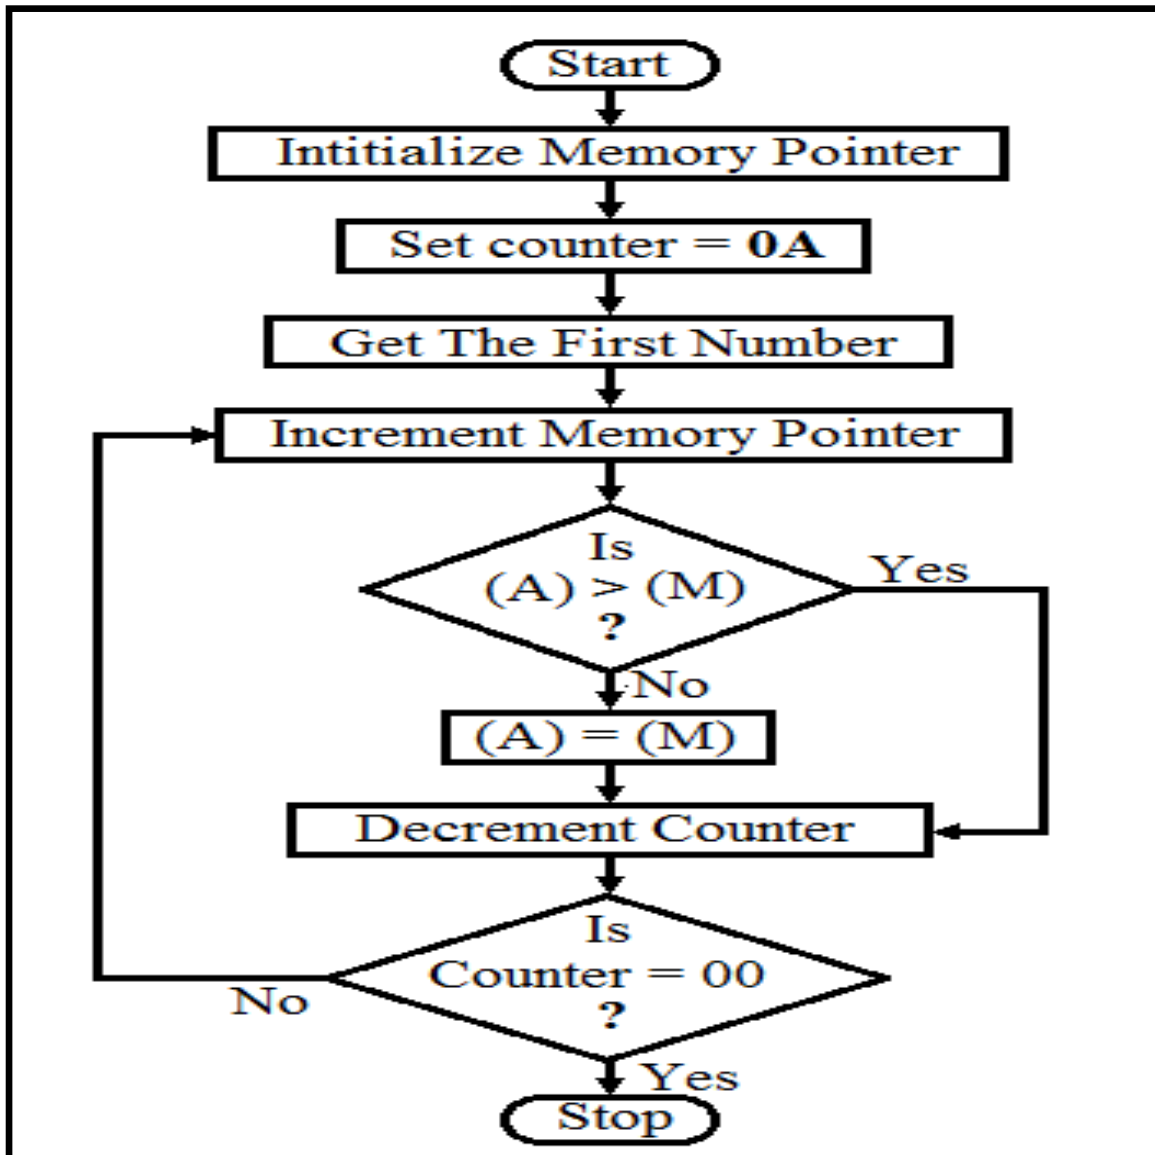 Start
Intitialize Memory Pointer
Set counter = 0A
Get The First Number
Increment Memory Pointer
Is
(A) > (M)
?
Yes
No
(A) = (M)
Decrement Counter
Is
Counter = 00
?
No
Yes
Stop